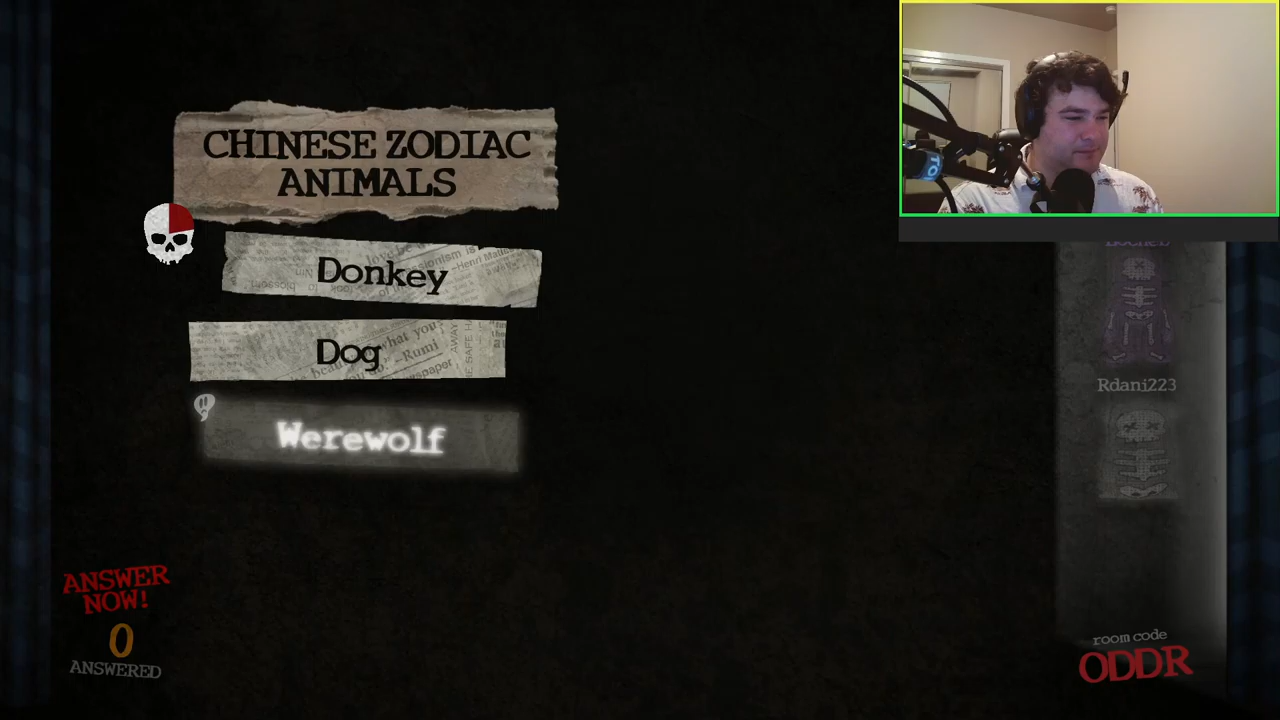 CHINESE ZODIAC
ANIMALS
Donkey
Dog
Werewolf
ANSWER
NOW!
0
ANSWERED
Rdani223
room code
ODDR